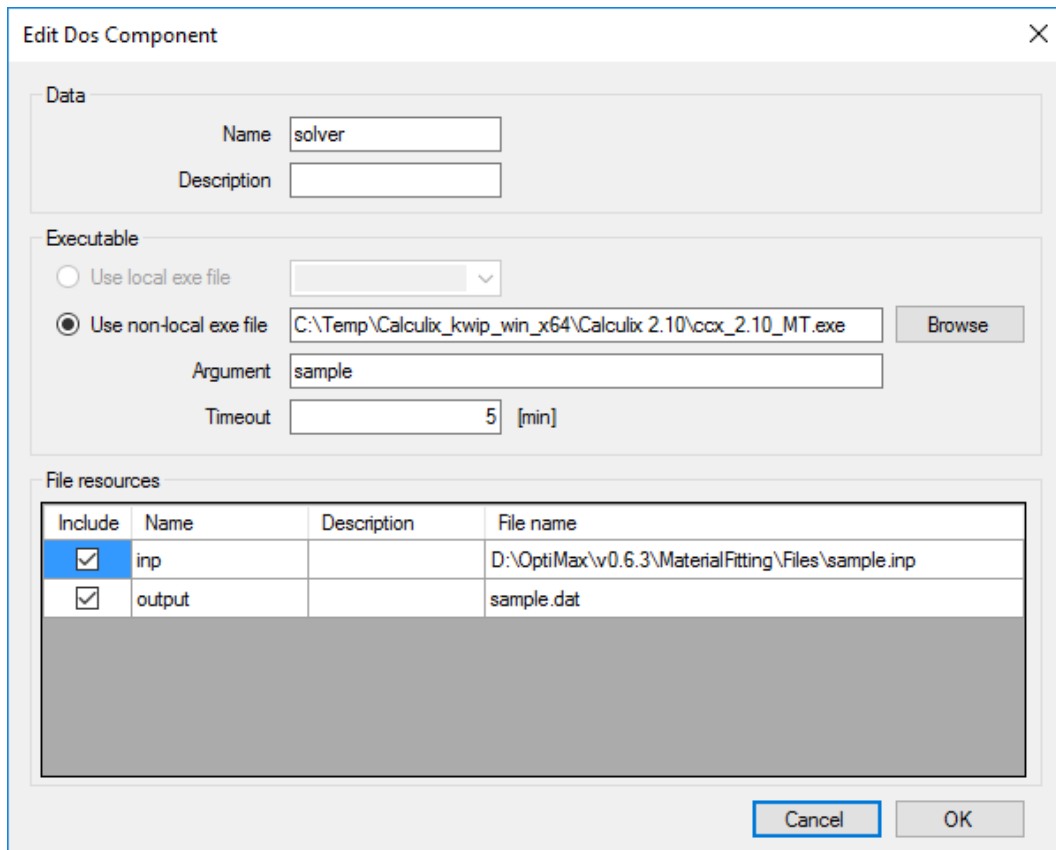 Edit Dos Component
Data
Name solver
Description
Executable
Use local exe file
Use non-local exe file C:\Temp\Calculix_kwip_win_x64\Calculix 2.10\ccx_2.10_MT.exe Browse
Argument sample
Timeout 5 [min]
File resources
Include Name Description File name
inp D:\OptiMax\v0.6.3\MaterialFitting\Files\sample.inp
output sample.dat
Cancel OK